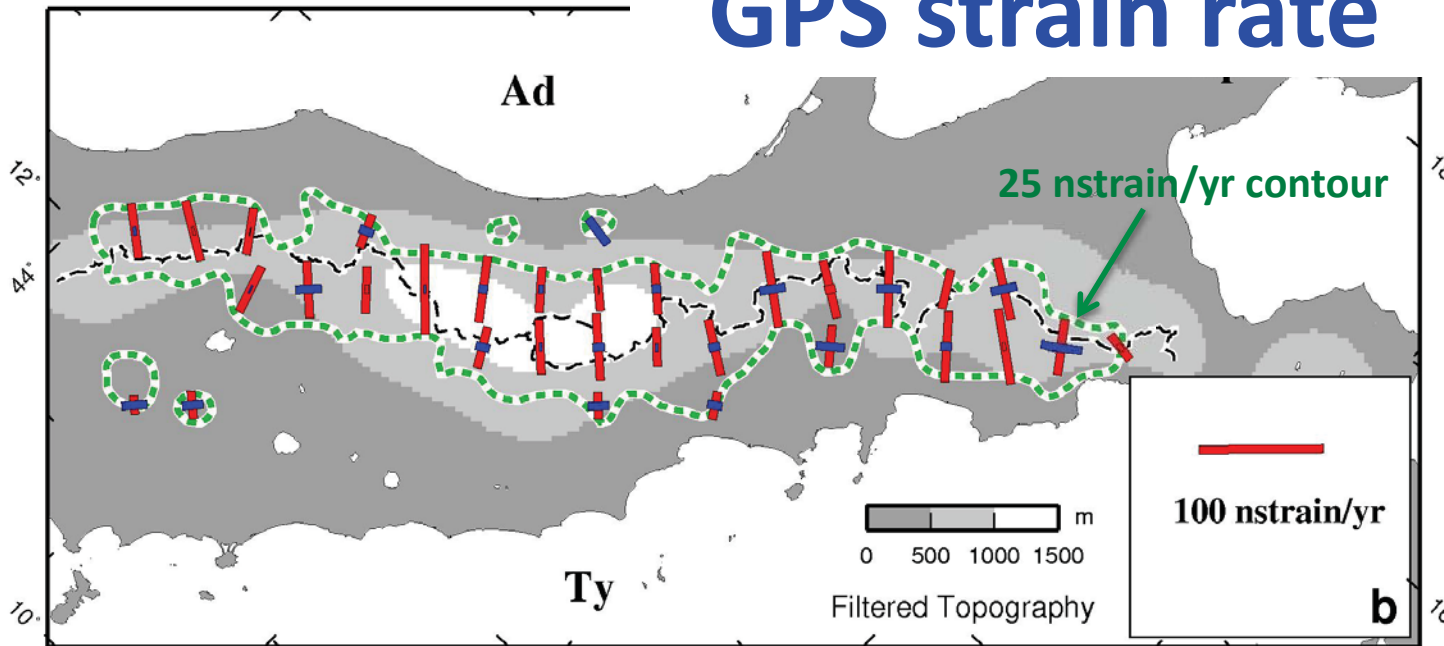 GPS strain rate
Ad
12°
25 nstrain/yr contour
44°
100 nstrain/yr
m
0 500 1000 1500
Ty
Filtered Topography
b
10°